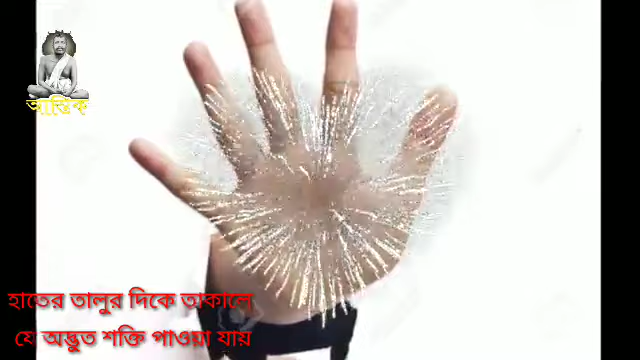 আস্তিক
হাতের তালুর দিকে তাকালে
যে অদ্ভুত শক্তি পাওয়া যায়